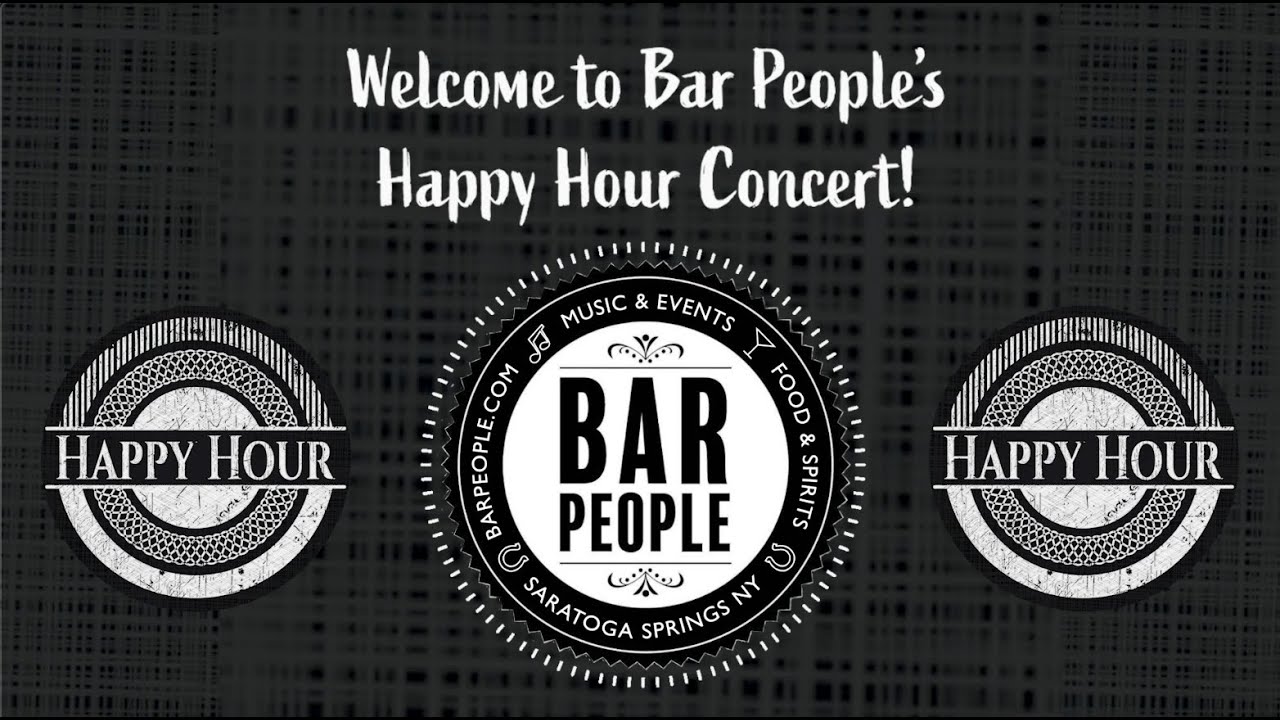 Welcome to Bar People's
Happy Hour Concert!
HAPPY HOUR
BARPEOPLE.COM
MUSIC & EVENTS
FOOD & SPIRITS
SARATOGA SPRINGS NY
BAR
PEOPLE
HAPPY HOUR